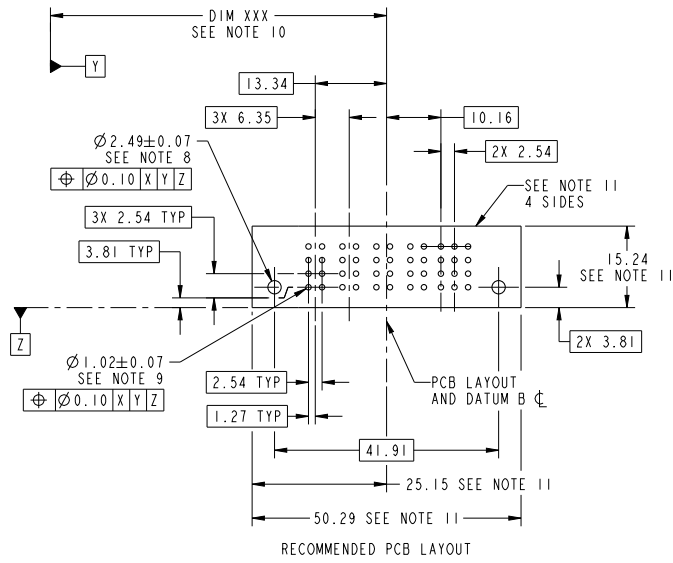 DIM XXX
SEE NOTE 10
Y
13.34
3X 6.35
10.16
Ø2.49±0.07
SEE NOTE 8
⌖ Ø0.10 X Y Z
2X 2.54
SEE NOTE 11
4 SIDES
3X 2.54 TYP
3.81 TYP
15.24
SEE NOTE 11
Z
2X 3.81
Ø1.02±0.07
SEE NOTE 9
⌖ Ø0.10 X Y Z
2.54 TYP
PCB LAYOUT
AND DATUM B ℄
1.27 TYP
41.91
25.15 SEE NOTE 11
50.29 SEE NOTE 11
RECOMMENDED PCB LAYOUT